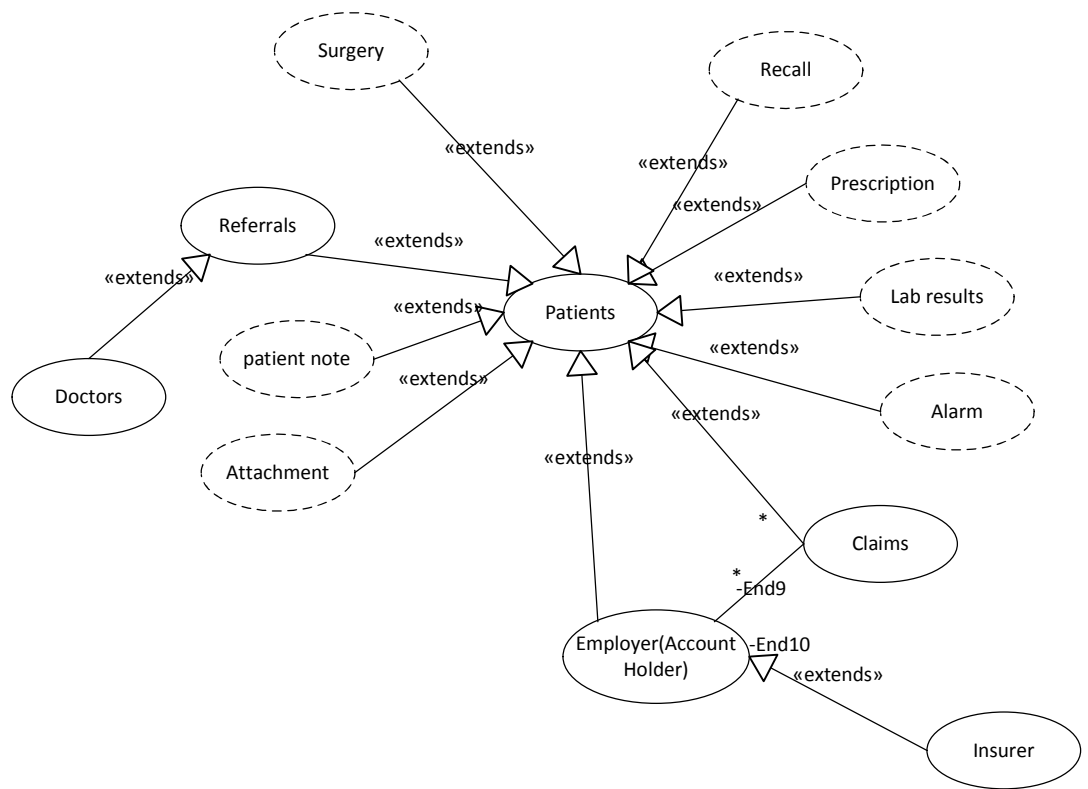 Surgery
Recall
«extends»
«extends»
Prescription
«extends»
Referrals
«extends»
«extends»
«extends»
Lab results
«extends»
Patients
«extends»
patient note
«extends»
Doctors
Alarm
«extends»
«extends»
Attachment
*
Claims
*
-End9
Employer(Account
Holder)
-End10
«extends»
Insurer